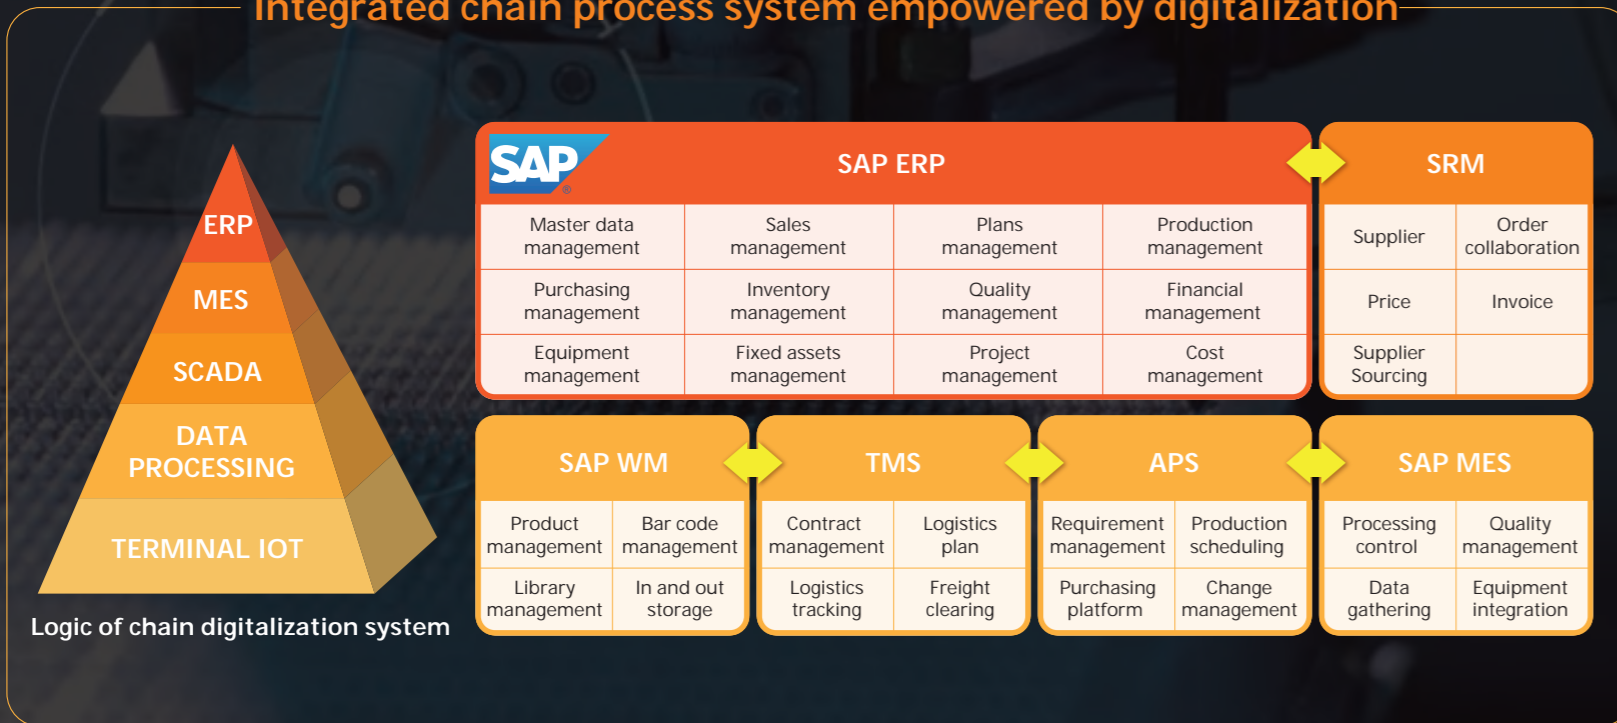 Integrated chain process system empowered by digitalization
ERP
MES
SCADA
DATA
PROCESSING
TERMINAL IOT
Logic of chain digitalization system
SAP
®
SAP ERP
Master data
management
Sales
management
Plans
management
Production
management
Purchasing
management
Inventory
management
Quality
management
Financial
management
Equipment
management
Fixed assets
management
Project
management
Cost
management
SRM
Supplier
Order
collaboration
Price
Invoice
Supplier
Sourcing
SAP WM
Product
management
Bar code
management
Library
management
In and out
storage
TMS
Contract
management
Logistics
plan
Logistics
tracking
Freight
clearing
APS
Requirement
management
Production
scheduling
Purchasing
platform
Change
management
SAP MES
Processing
control
Quality
management
Data
gathering
Equipment
integration